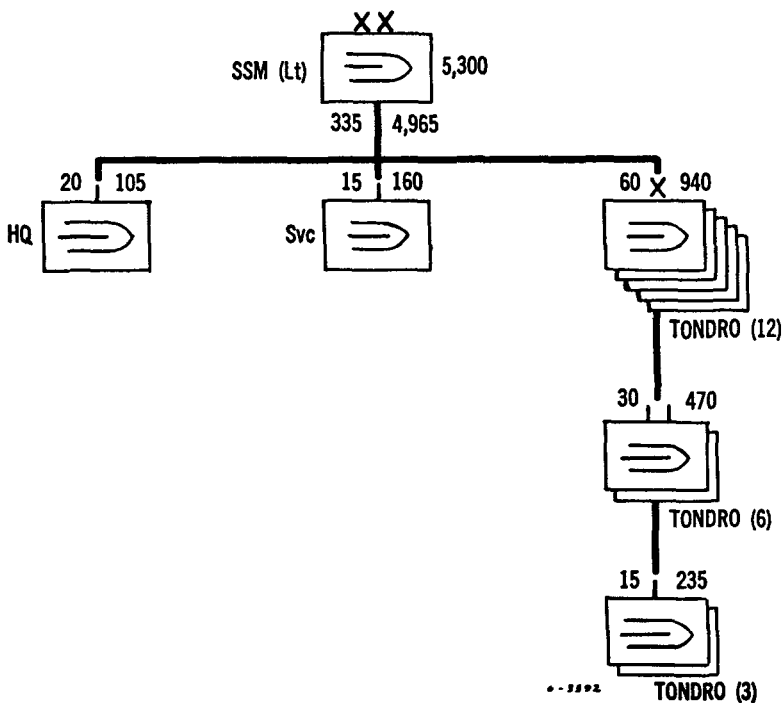 XX
SSM (Lt) 5,300
335 4,965
20 105
15 160
60 X 940
HQ
Svc
TONDRO (12)
30 470
TONDRO (6)
15 235
TONDRO (3)